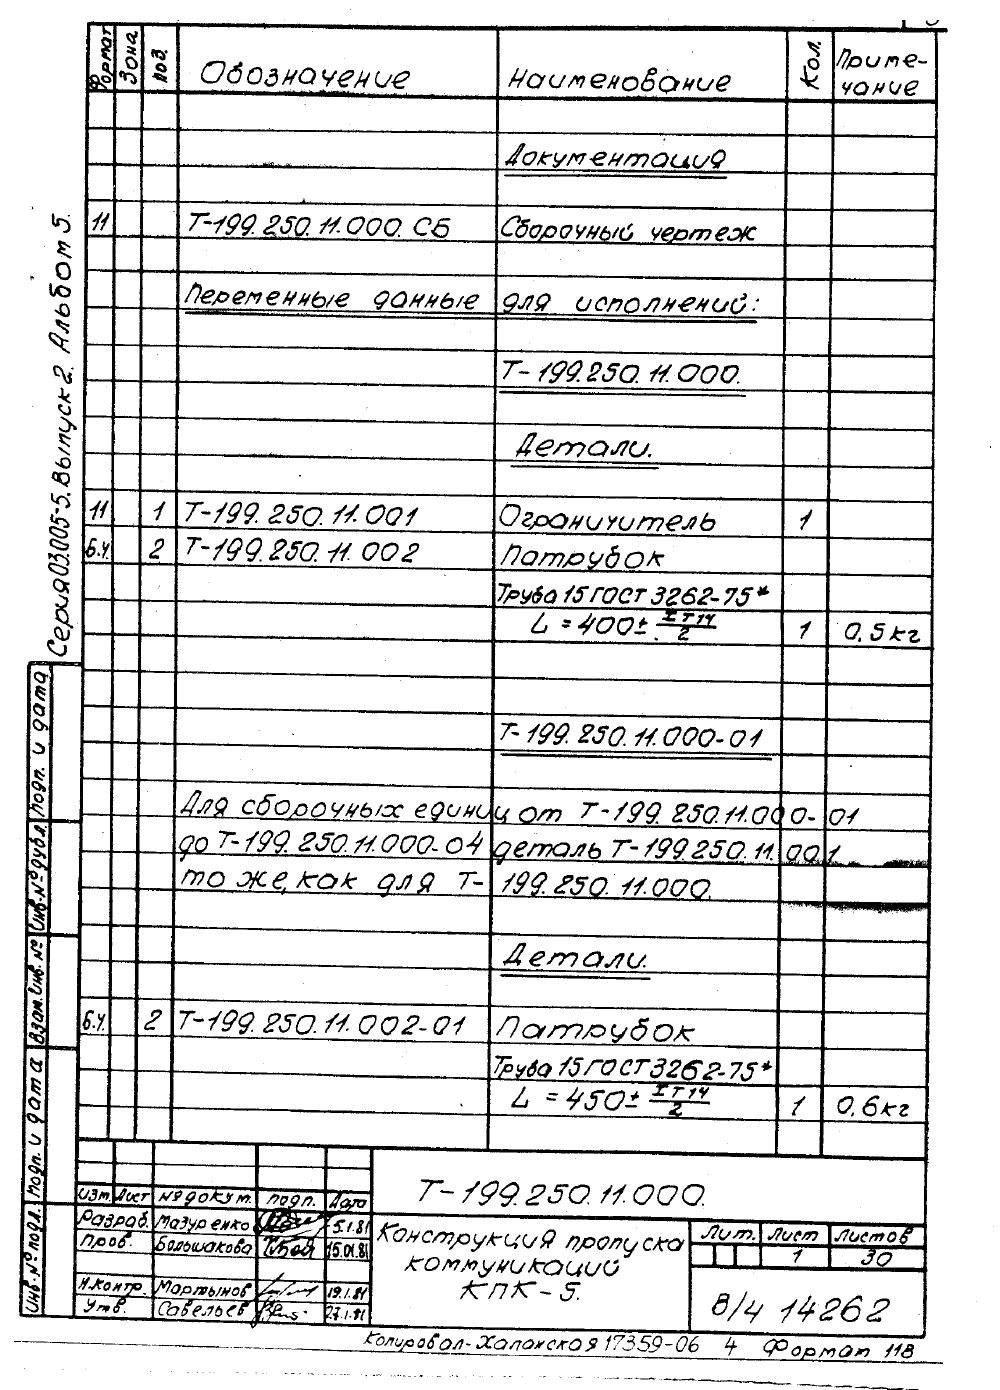 Формат Зона Поз. Обозначение Наименование Кол. Приме-
чание
Документация
11 Т-199.250.11.000.СБ Сборочный чертеж
Переменные данные для исполнений:
Т-199.250.11.000.
Детали.
11 1 Т-199.250.11.001 Ограничитель 1
Б.Ч. 2 Т-199.250.11.002 Патрубок
Труба 15 ГОСТ 3262-75*
L = 400 ± IT14/2 1 0,5 кг
Т-199.250.11.000-01
Для сборочных единиц от Т-199.250.11.000-01
до Т-199.250.11.000-04 деталь Т-199.250.11.001
то же, как для Т-199.250.11.000.
Детали.
Б.Ч. 2 Т-199.250.11.002-01 Патрубок
Труба 15 ГОСТ 3262-75*
L = 450 ± IT14/2 1 0,6 кг
Серия 03.005-5. Выпуск 2. Альбом 5.
Подп. и дата
Инв. № дубл.
Взам. инв. №
Подп. и дата
Инв. № подл.
Изм. Лист № докум. Подп. Дата
Разраб. Мазуренко 5.1.81
Пров. Большакова 15.01.81
Н.контр. Мартынов 19.1.81
Утв. Савельев 27.1.81
Т-199.250.11.000.
Конструкция пропуска
коммуникаций
КПК-5.
Лит. Лист Листов
1 30
8/4 14262
Копировал-Халанская 17359-06 4 Формат 11В